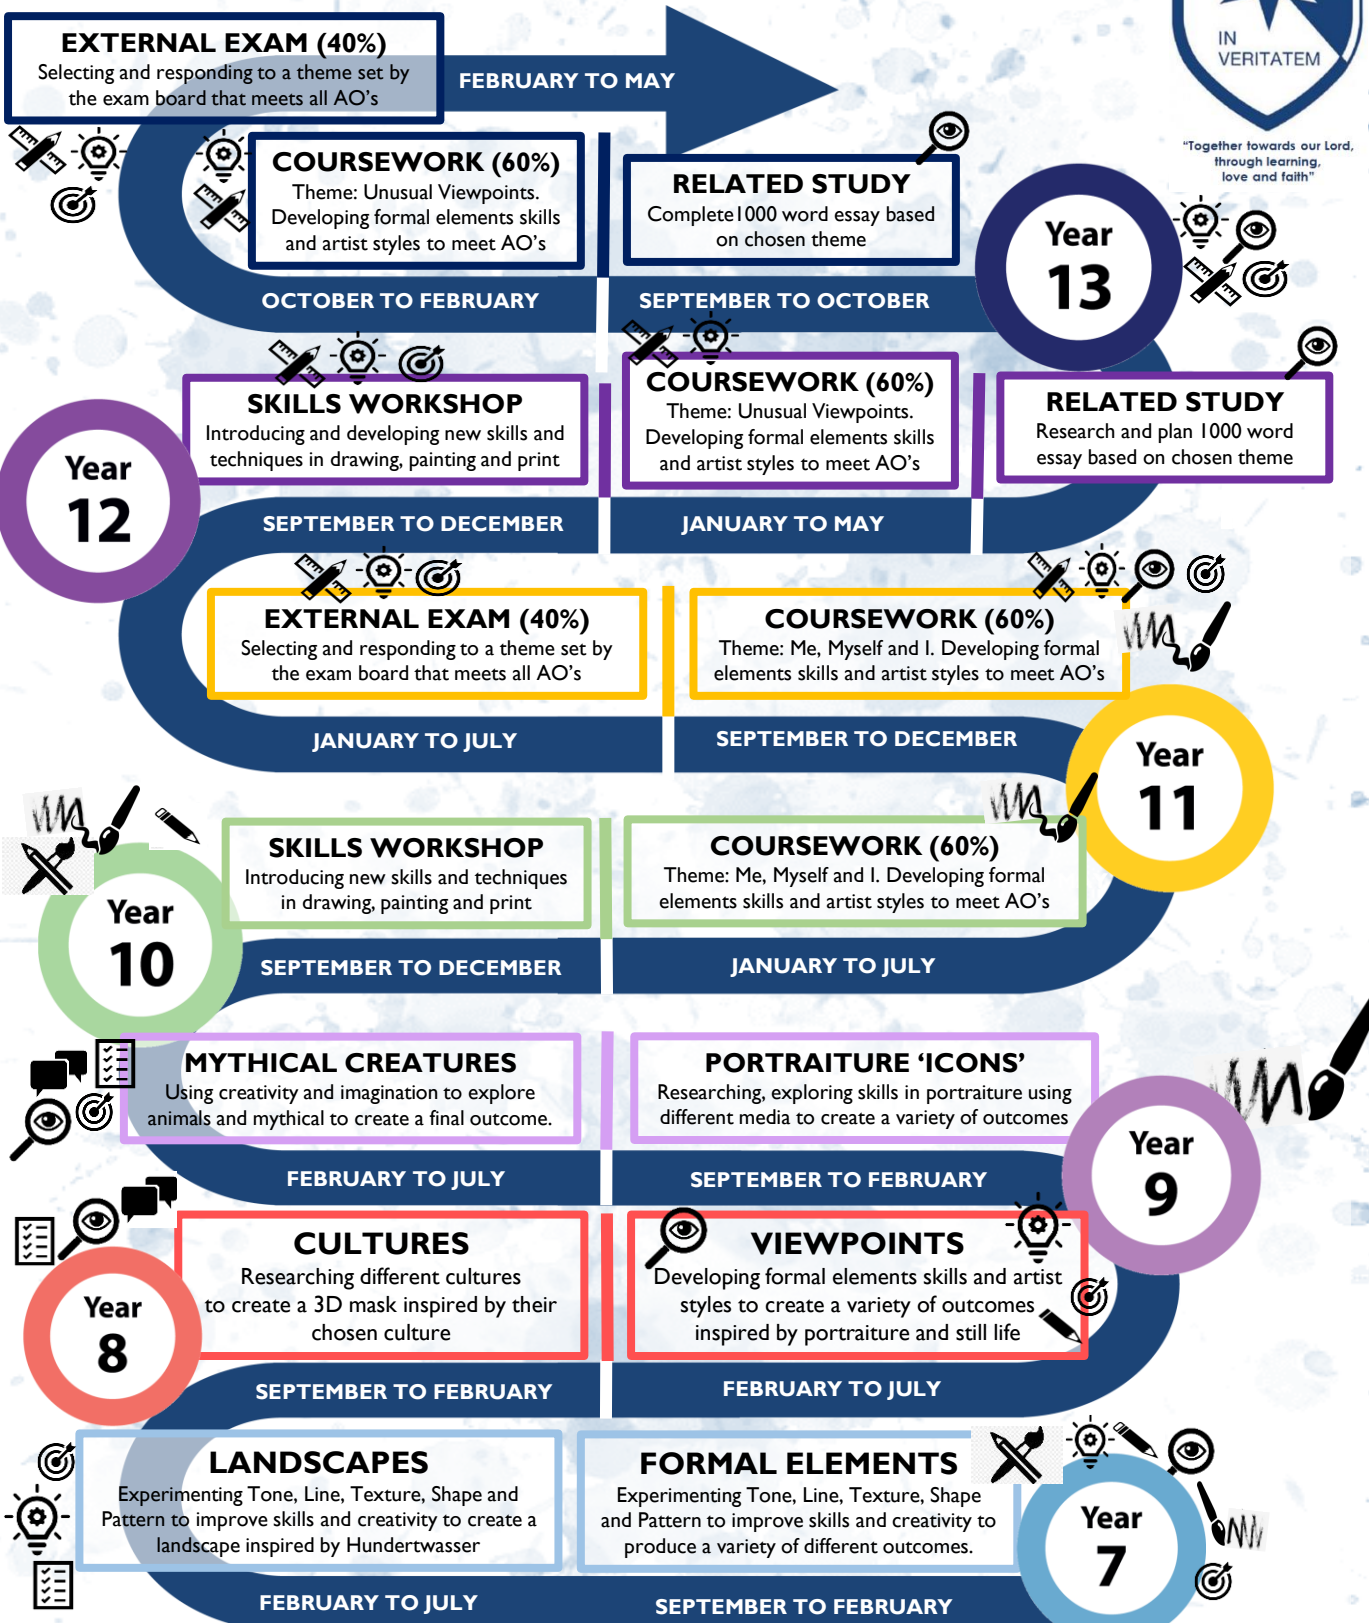 IN
VERITATEM
"Together towards our Lord,
through learning,
love and faith"
EXTERNAL EXAM (40%)
Selecting and responding to a theme set by
the exam board that meets all AO's
FEBRUARY TO MAY
COURSEWORK (60%)
Theme: Unusual Viewpoints.
Developing formal elements skills
and artist styles to meet AO's
OCTOBER TO FEBRUARY
RELATED STUDY
Complete1000 word essay based
on chosen theme
SEPTEMBER TO OCTOBER
Year
13
Year
12
SKILLS WORKSHOP
Introducing and developing new skills and
techniques in drawing, painting and print
SEPTEMBER TO DECEMBER
COURSEWORK (60%)
Theme: Unusual Viewpoints.
Developing formal elements skills
and artist styles to meet AO's
JANUARY TO MAY
RELATED STUDY
Research and plan 1000 word
essay based on chosen theme
EXTERNAL EXAM (40%)
Selecting and responding to a theme set by
the exam board that meets all AO's
JANUARY TO JULY
COURSEWORK (60%)
Theme: Me, Myself and I. Developing formal
elements skills and artist styles to meet AO's
SEPTEMBER TO DECEMBER
Year
11
Year
10
SKILLS WORKSHOP
Introducing new skills and techniques
in drawing, painting and print
SEPTEMBER TO DECEMBER
COURSEWORK (60%)
Theme: Me, Myself and I. Developing formal
elements skills and artist styles to meet AO's
JANUARY TO JULY
MYTHICAL CREATURES
Using creativity and imagination to explore
animals and mythical to create a final outcome.
FEBRUARY TO JULY
PORTRAITURE 'ICONS'
Researching, exploring skills in portraiture using
different media to create a variety of outcomes
SEPTEMBER TO FEBRUARY
Year
9
Year
8
CULTURES
Researching different cultures
to create a 3D mask inspired by their
chosen culture
SEPTEMBER TO FEBRUARY
VIEWPOINTS
Developing formal elements skills and artist
styles to create a variety of outcomes
inspired by portraiture and still life
FEBRUARY TO JULY
LANDSCAPES
Experimenting Tone, Line, Texture, Shape and
Pattern to improve skills and creativity to create a
landscape inspired by Hundertwasser
FEBRUARY TO JULY
FORMAL ELEMENTS
Experimenting Tone, Line, Texture, Shape
and Pattern to improve skills and creativity to
produce a variety of different outcomes.
SEPTEMBER TO FEBRUARY
Year
7